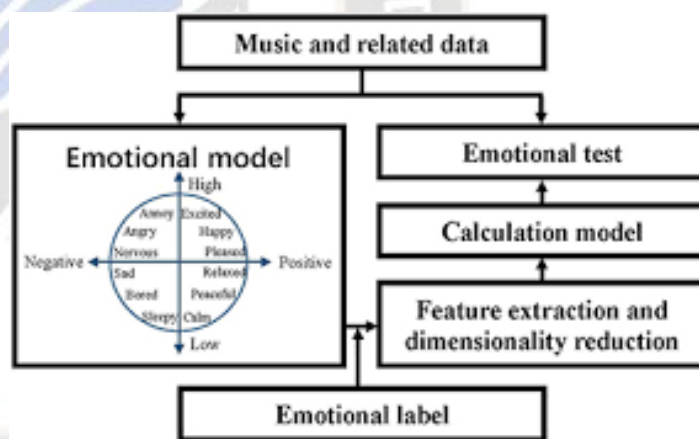 Music and related data
Emotional model
High
Annoy Excited
Angry Happy
Nervous Pleased
Negative Positive
Sad Relaxed
Bored Peaceful
Sleepy Calm
Low
Emotional test
Calculation model
Feature extraction and
dimensionality reduction
Emotional label